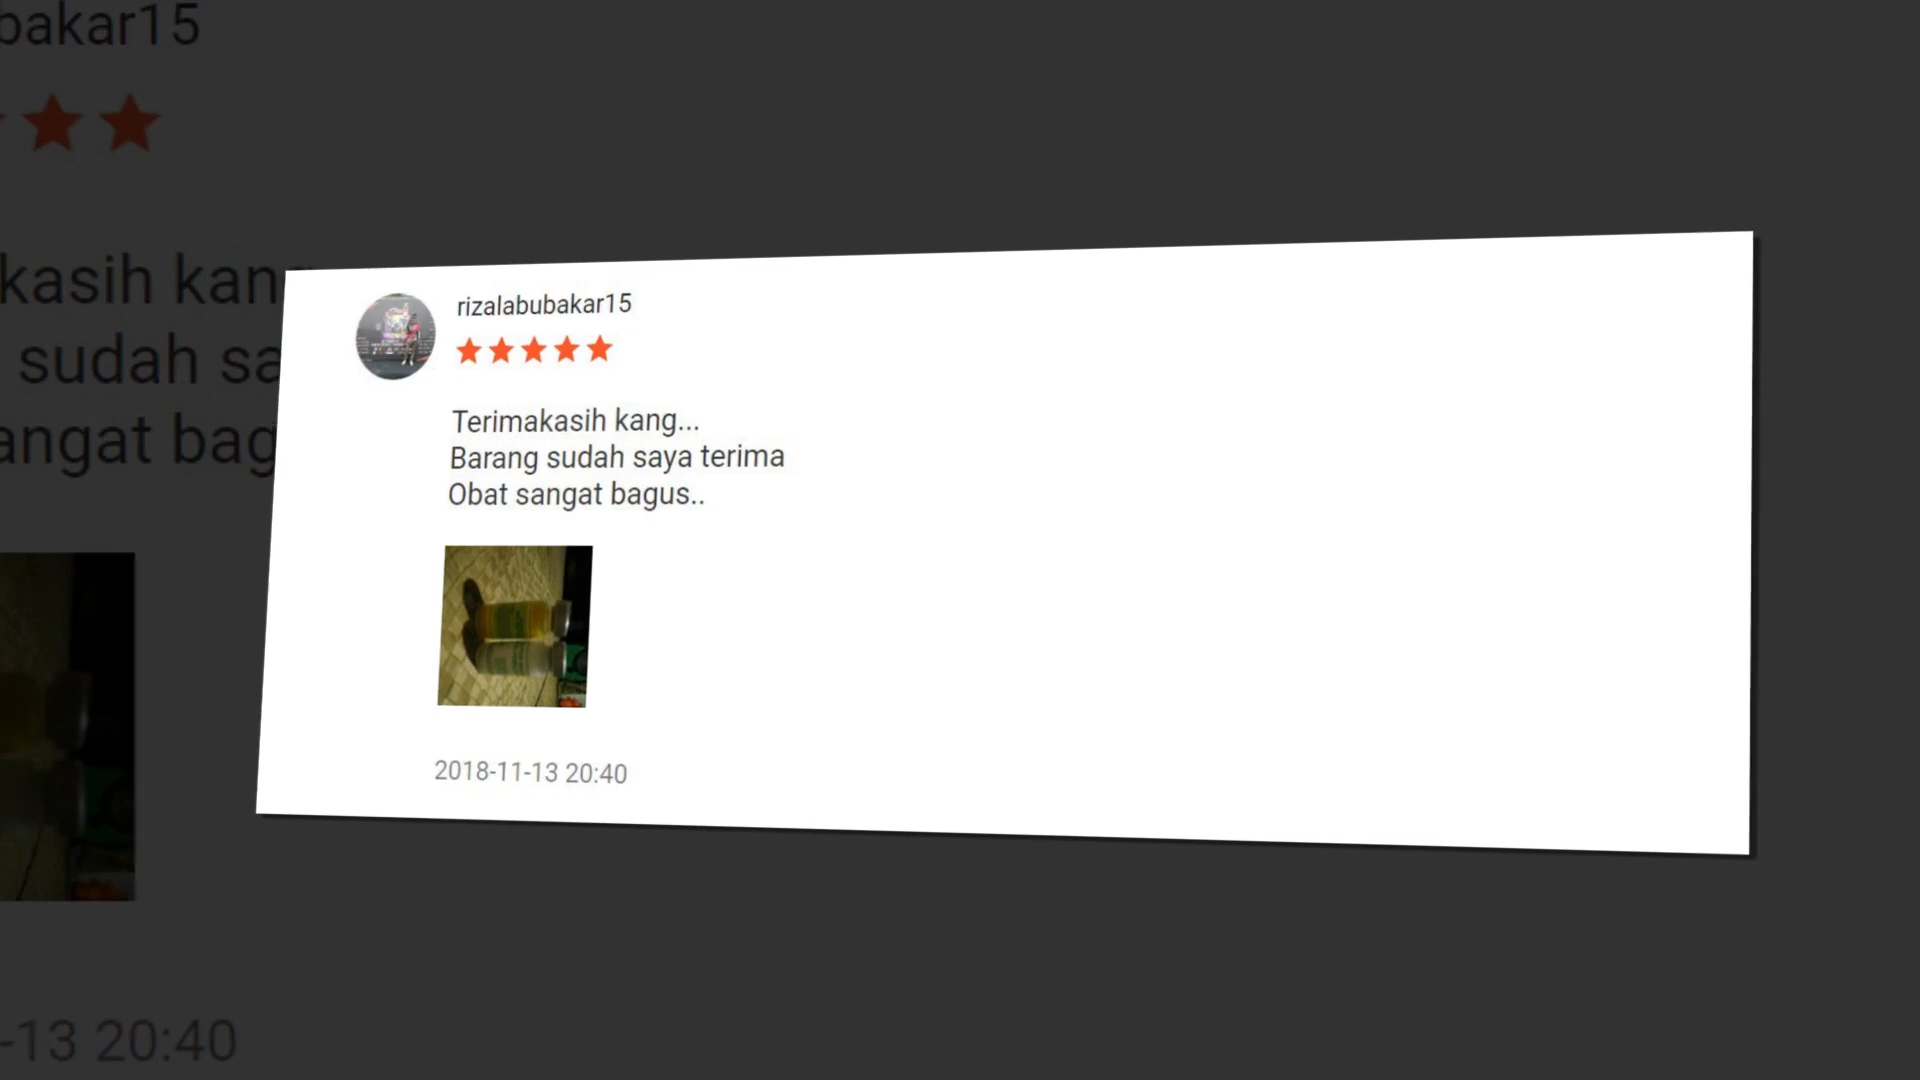 bakar15
kasih kang
sudah sa
angat bag
-13 20:40
rizalabubakar15
Terimakasih kang...
Barang sudah saya terima
Obat sangat bagus..
2018-11-13 20:40